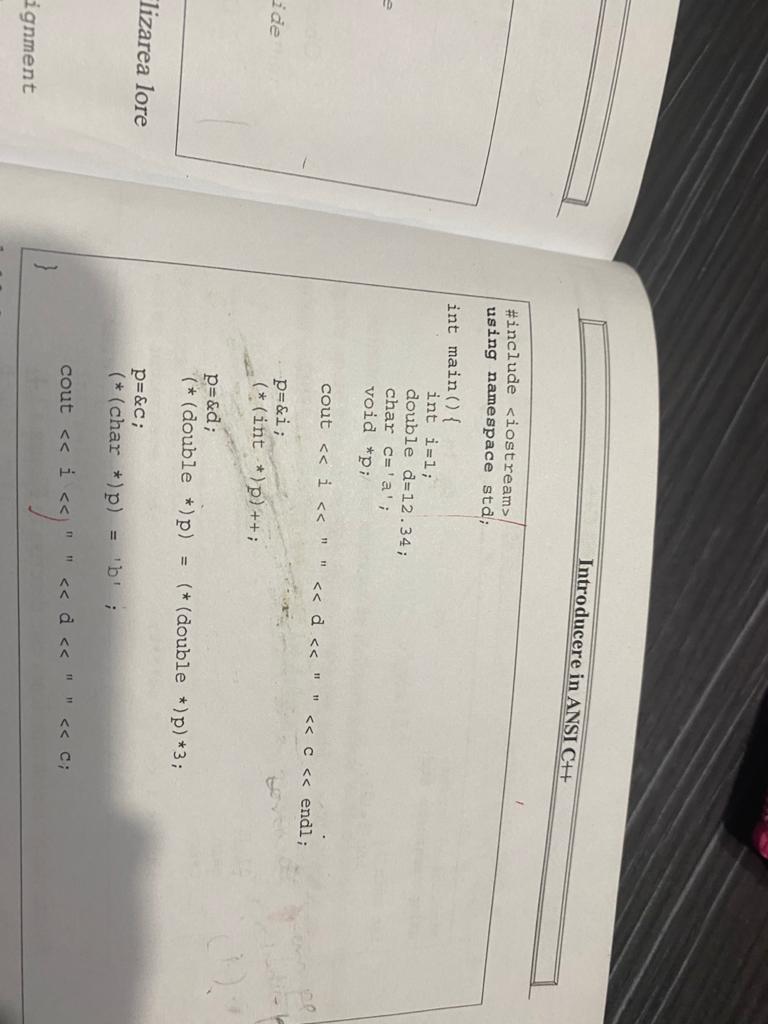 Introducere in ANSI C++
#include <iostream>
using namespace std;
int main(){
int i=1;
double d=12.34;
char c='a';
void *p;
cout << i << " " << d << " " << c << endl;
p=&i;
(*(int *)p)++;
p=&d;
(*(double *)p) = (*(double *)p)*3;
p=&c;
(*(char *)p) = 'b' ;
cout << i << " " << d << " " << c;
}
e
ide
lizarea lore
ignment